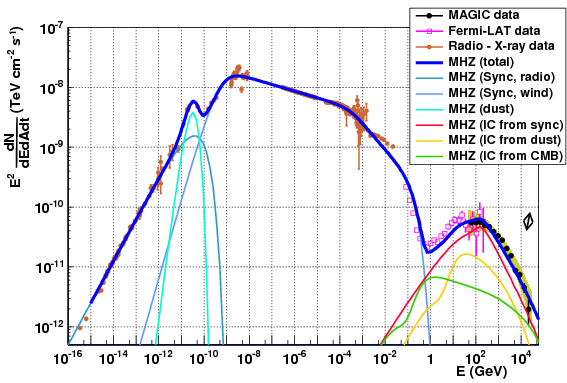 MAGIC data
Fermi-LAT data
Radio - X-ray data
MHZ (total)
MHZ (Sync, radio)
MHZ (Sync, wind)
MHZ (dust)
MHZ (IC from sync)
MHZ (IC from dust)
MHZ (IC from CMB)
E² dN/dEdAdt (TeV cm⁻² s⁻¹)
10⁻⁷
10⁻⁸
10⁻⁹
10⁻¹⁰
10⁻¹¹
10⁻¹²
10⁻¹⁶ 10⁻¹⁴ 10⁻¹² 10⁻¹⁰ 10⁻⁸ 10⁻⁶ 10⁻⁴ 10⁻² 1 10² 10⁴
E (GeV)